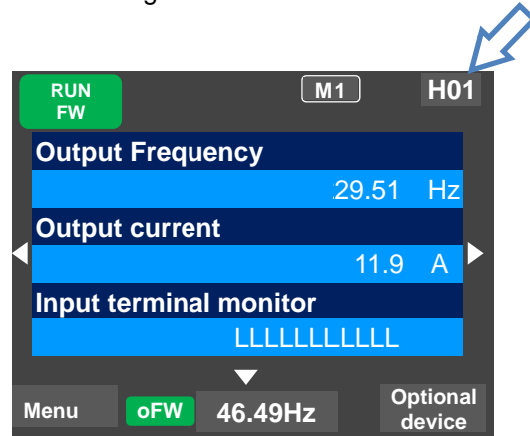 RUN
FW
M1
H01
Output Frequency
29.51 Hz
Output current
11.9 A
Input terminal monitor
LLLLLLLLLLL
Menu
oFW
46.49Hz
Optional
device